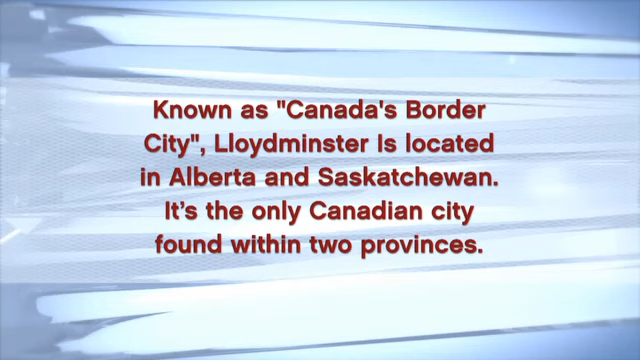 Known as "Canada's Border
City", Lloydminster Is located
in Alberta and Saskatchewan.
It’s the only Canadian city
found within two provinces.